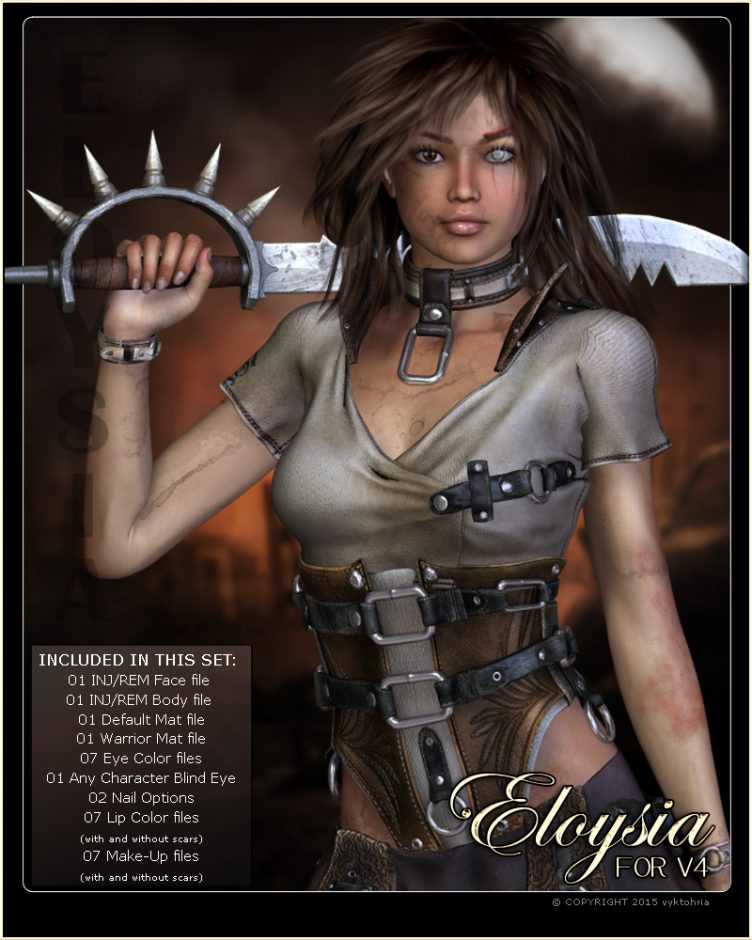 ELOYSIA
INCLUDED IN THIS SET:
01 INJ/REM Face file
01 INJ/REM Body file
01 Default Mat file
01 Warrior Mat file
07 Eye Color files
01 Any Character Blind Eye
02 Nail Options
07 Lip Color files
(with and without scars)
07 Make-Up files
(with and without scars)
Eloysia
FOR V4
© COPYRIGHT 2015 vyktohria